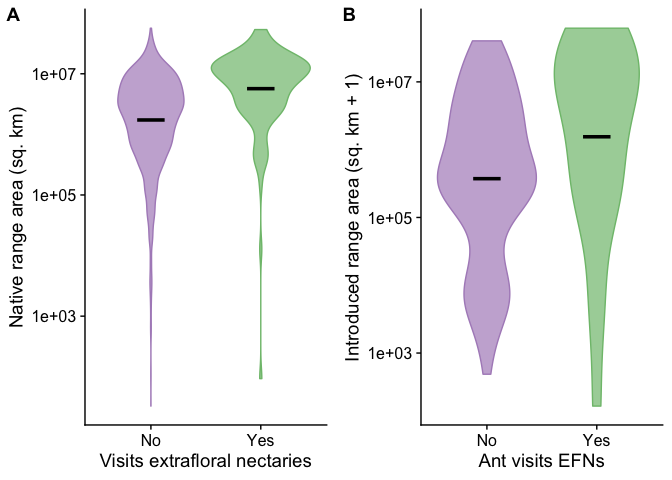 A
Native range area (sq. km)
1e+07
1e+05
1e+03
No
Yes
Visits extrafloral nectaries
B
Introduced range area (sq. km + 1)
1e+07
1e+05
1e+03
No
Yes
Ant visits EFNs